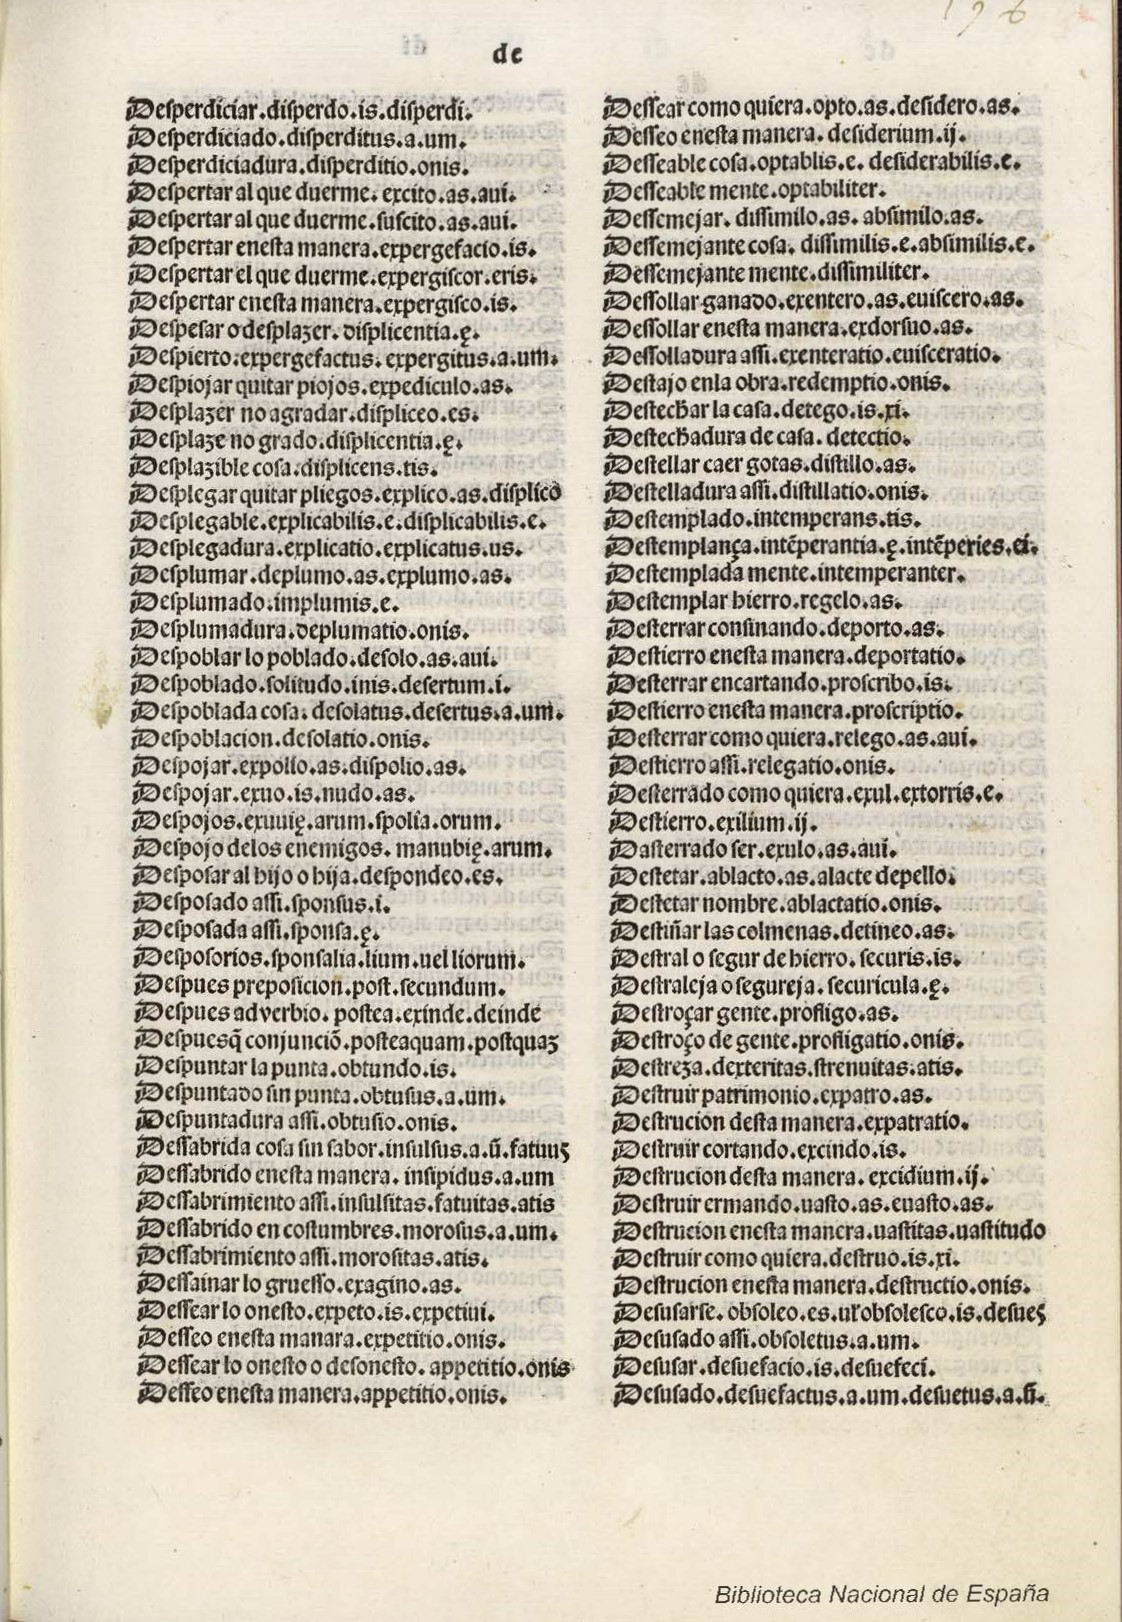 196
de
Desperdiciar.disperdo.is.disperdi.
Desperdiciado.disperditus.a.um.
Desperdiciadura.disperditio.onis.
Despertar al que duerme.excito.as.aui.
Despertar al que duerme.suscito.as.aui.
Despertar enesta manera.expergefacio.is.
Despertar el que duerme.expergiscor.eris.
Despertar enesta manera.expergisco.is.
Despesar o desplazer.displicentia.ę.
Despierto.expergefactus.expergitus.a.um.
Despiojar quitar piojos.expediculo.as.
Desplazer no agradar.displiceo.es.
Desplaze no grado.displicentia.ę.
Desplazible cosa.displicens.tis.
Desplegar quitar pliegos.explico.as.displico
Desplegable.explicabilis.e.displicabilis.e.
Desplegadura.explicatio.explicatus.us.
Desplumar.deplumo.as.explumo.as.
Desplumado.implumis.e.
Desplumadura.deplumatio.onis.
Despoblar lo poblado.desolo.as.aui.
Despoblado.solitudo.inis.desertum.i.
Despoblada cosa.desolatus.desertus.a.um.
Despoblacion.desolatio.onis.
Despojar.expolio.as.dispolio.as.
Despojar.exuo.is.nudo.as.
Despojos.exuuię.arum.spolia.orum.
Despojo delos enemigos.manubię.arum.
Desposar al hijo o hija.despondeo.es.
Desposado assi.sponsus.i.
Desposada assi.sponsa.ę.
Desposorios.sponsalia.lium.uel liorum.
Despues preposicion.post.secundum.
Despues adverbio.postea.exinde.deinde
Despuesq̃ conjunciõ.posteaquam.postquaʒ
Despuntar la punta.obtundo.is.
Despuntado sin punta.obtusus.a.um.
Despuntadura assi.obtusio.onis.
Dessabrida cosa sin sabor.insulsus.a.ũ.fatuuς
Dessabrido enesta manera.insipidus.a.um
Dessabrimiento assi.insulsitas.fatuitas.atis
Dessabrido en costumbres.morosus.a.um.
Dessabrimiento assi.morositas.atis.
Dessainar lo gruesso.exagino.as.
Dessear lo onesto.expeto.is.expetiui.
Desseo enesta manara.expetitio.onis.
Dessear lo onesto o desonesto.appetitio.onis
Desseo enesta manera.appetitio.onis.
Dessear como quiera.opto.as.desidero.as.
Desseo enesta manera.desiderium.ij.
Desseable cosa.optablis.e.desiderabilis.e.
Desseable mente.optabiliter.
Dessemejar.dissimilo.as.absimilo.as.
Dessemejante cosa.dissimilis.e.absimilis.e.
Dessemejante mente.dissimiliter.
Dessollar ganado.exentero.as.euiscero.as.
Dessollar enesta manera.exdorsuo.as.
Dessolladura assi.exenteratio.euisceratio.
Destajo enla obra.redemptio.onis.
Destechar la casa.detego.is.xi.
Destechadura de casa.detectio.
Destellar caer gotas.distillo.as.
Destelladura assi.distillatio.onis.
Destemplado.intemperans.tis.
Destemplança.intẽperantia.ę.intẽperies.ei.
Destemplada mente.intemperanter.
Destemplar hierro.regelo.as.
Desterrar confinando.deporto.as.
Destierro enesta manera.deportatio.
Desterrar encartando.proscribo.is.
Destierro enesta manera.proscriptio.
Desterrar como quiera.relego.as.aui.
Destierro assi.relegatio.onis.
Desterrado como quiera.exul.extorris.e.
Destierro.exilium.ij.
Dasterrado ser.exulo.as.aui.
Destetar.ablacto.as.alacte depello.
Destetar nombre.ablactatio.onis.
Destiñar las colmenas.detineo.as.
Destral o segur de hierro.securis.is.
Destraleja o segureja.securicula.ę.
Destroçar gente.profligo.as.
Destroço de gente.profligatio.onis.
Destreza.dexteritas.strenuitas.atis.
Destruir patrimonio.expatro.as.
Destrucion desta manera.expatratio.
Destruir cortando.excindo.is.
Destrucion desta manera.excidium.ij.
Destruir ermando.uasto.as.euasto.as.
Destrucion enesta manera.uastitas.uastitudo
Destruir como quiera.destruo.is.xi.
Destrucion enesta manera.destructio.onis.
Desusarse.obsoleo.es.uł obsolesco.is.desueς
Desusado assi.obsoletus.a.um.
Desusar.desuefacio.is.desuefeci.
Desusado.desuefactus.a.um.desuetus.a.ũ.
Biblioteca Nacional de España